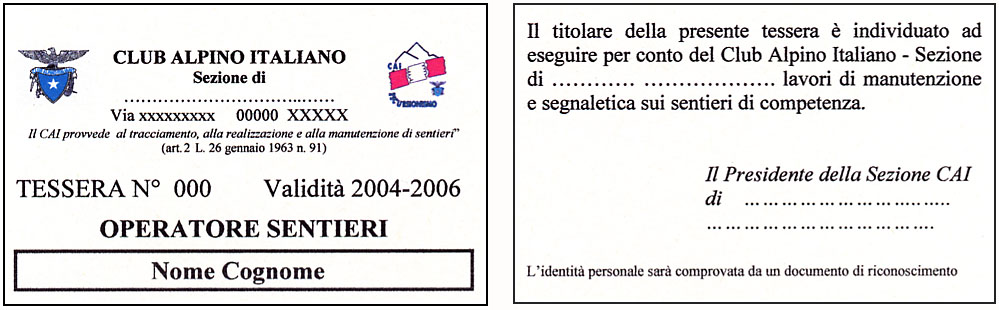 CLUB ALPINO ITALIANO
Sezione di
……………………………..……
Via xxxxxxxxx 00000 XXXXX
Il CAI provvede al tracciamento, alla realizzazione e alla manutenzione di sentieri”
(art.2 L. 26 gennaio 1963 n. 91)
TESSERA N° 000 Validità 2004-2006
OPERATORE SENTIERI
Nome Cognome
CAI
Il titolare della presente tessera è individuato ad
eseguire per conto del Club Alpino Italiano - Sezione
di ………… ………………. lavori di manutenzione
e segnaletica sui sentieri di competenza.
Il Presidente della Sezione CAI
di ……………………..…..
……………………………….
L’identità personale sarà comprovata da un documento di riconoscimento